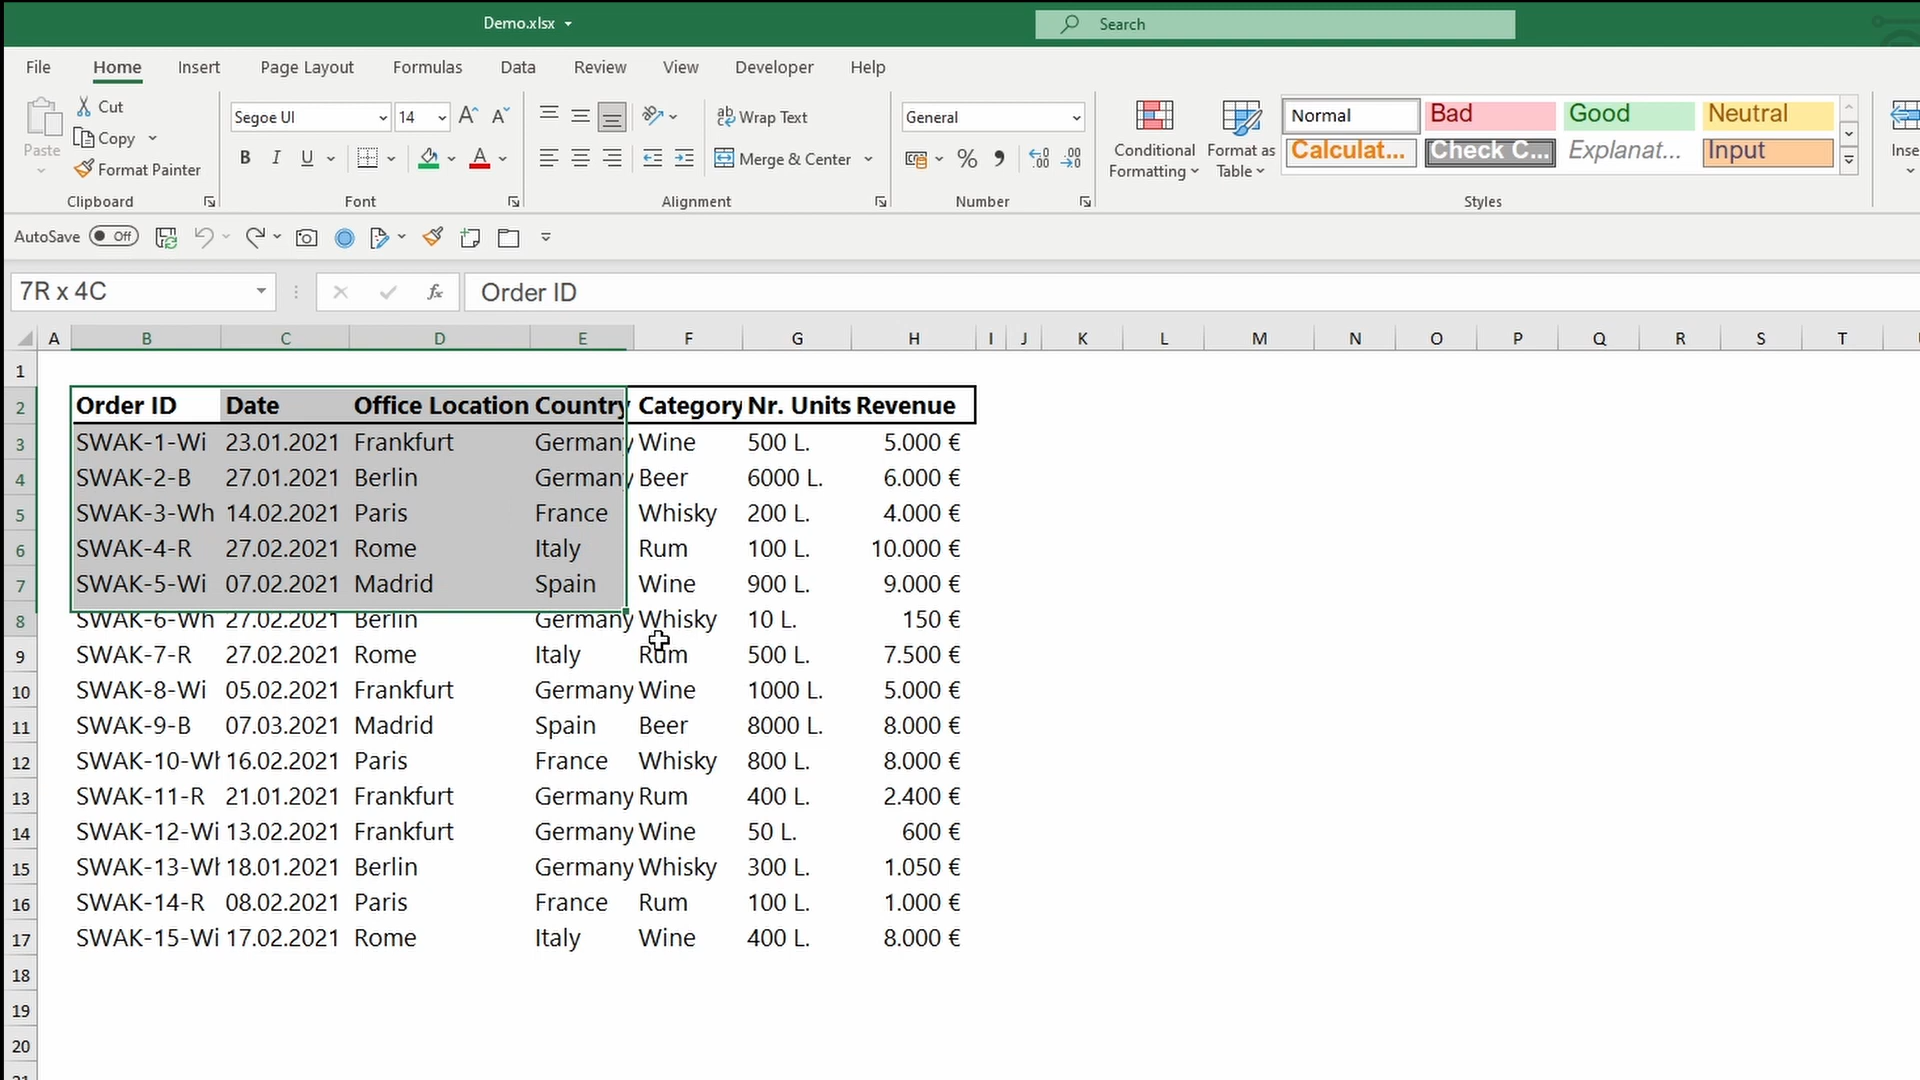 Demo.xlsx
Search
File Home Insert Page Layout Formulas Data Review View Developer Help
Paste
Cut
Copy
Format Painter
Clipboard
Segoe UI 14 A A
B I U A
Font
ab Wrap Text
Merge & Center
Alignment
General
% 00 00
Number
Conditional Formatting
Format as Table
Normal Bad Good Neutral
Calculat... Check C... Explanat... Input
Styles
Inse
AutoSave Off
7R x 4C fx Order ID
A B C D E F G H I J K L M N O P Q R S T
1
2 Order ID Date Office Location Country Category Nr. Units Revenue
3 SWAK-1-Wi 23.01.2021 Frankfurt Germany Wine 500 L. 5.000 €
4 SWAK-2-B 27.01.2021 Berlin Germany Beer 6000 L. 6.000 €
5 SWAK-3-Wh 14.02.2021 Paris France Whisky 200 L. 4.000 €
6 SWAK-4-R 27.02.2021 Rome Italy Rum 100 L. 10.000 €
7 SWAK-5-Wi 07.02.2021 Madrid Spain Wine 900 L. 9.000 €
8 SWAK-6-Wh 27.02.2021 Berlin Germany Whisky 10 L. 150 €
9 SWAK-7-R 27.02.2021 Rome Italy Rum 500 L. 7.500 €
10 SWAK-8-Wi 05.02.2021 Frankfurt Germany Wine 1000 L. 5.000 €
11 SWAK-9-B 07.03.2021 Madrid Spain Beer 8000 L. 8.000 €
12 SWAK-10-Wh 16.02.2021 Paris France Whisky 800 L. 8.000 €
13 SWAK-11-R 21.01.2021 Frankfurt Germany Rum 400 L. 2.400 €
14 SWAK-12-Wi 13.02.2021 Frankfurt Germany Wine 50 L. 600 €
15 SWAK-13-Wh 18.01.2021 Berlin Germany Whisky 300 L. 1.050 €
16 SWAK-14-R 08.02.2021 Paris France Rum 100 L. 1.000 €
17 SWAK-15-Wi 17.02.2021 Rome Italy Wine 400 L. 8.000 €
18
19
20